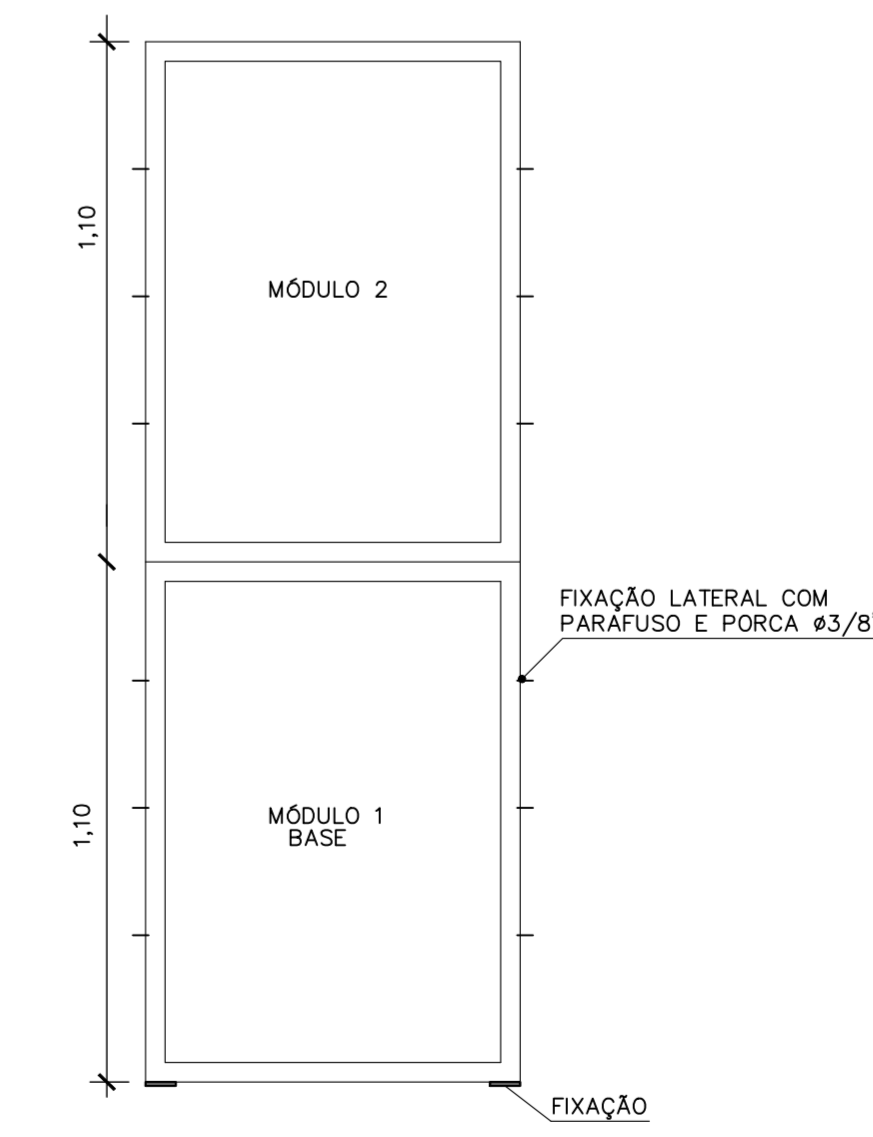 1,10
MÓDULO 2
FIXAÇÃO LATERAL COM
PARAFUSO E PORCA ø3/8"
1,10
MÓDULO 1
BASE
FIXAÇÃO